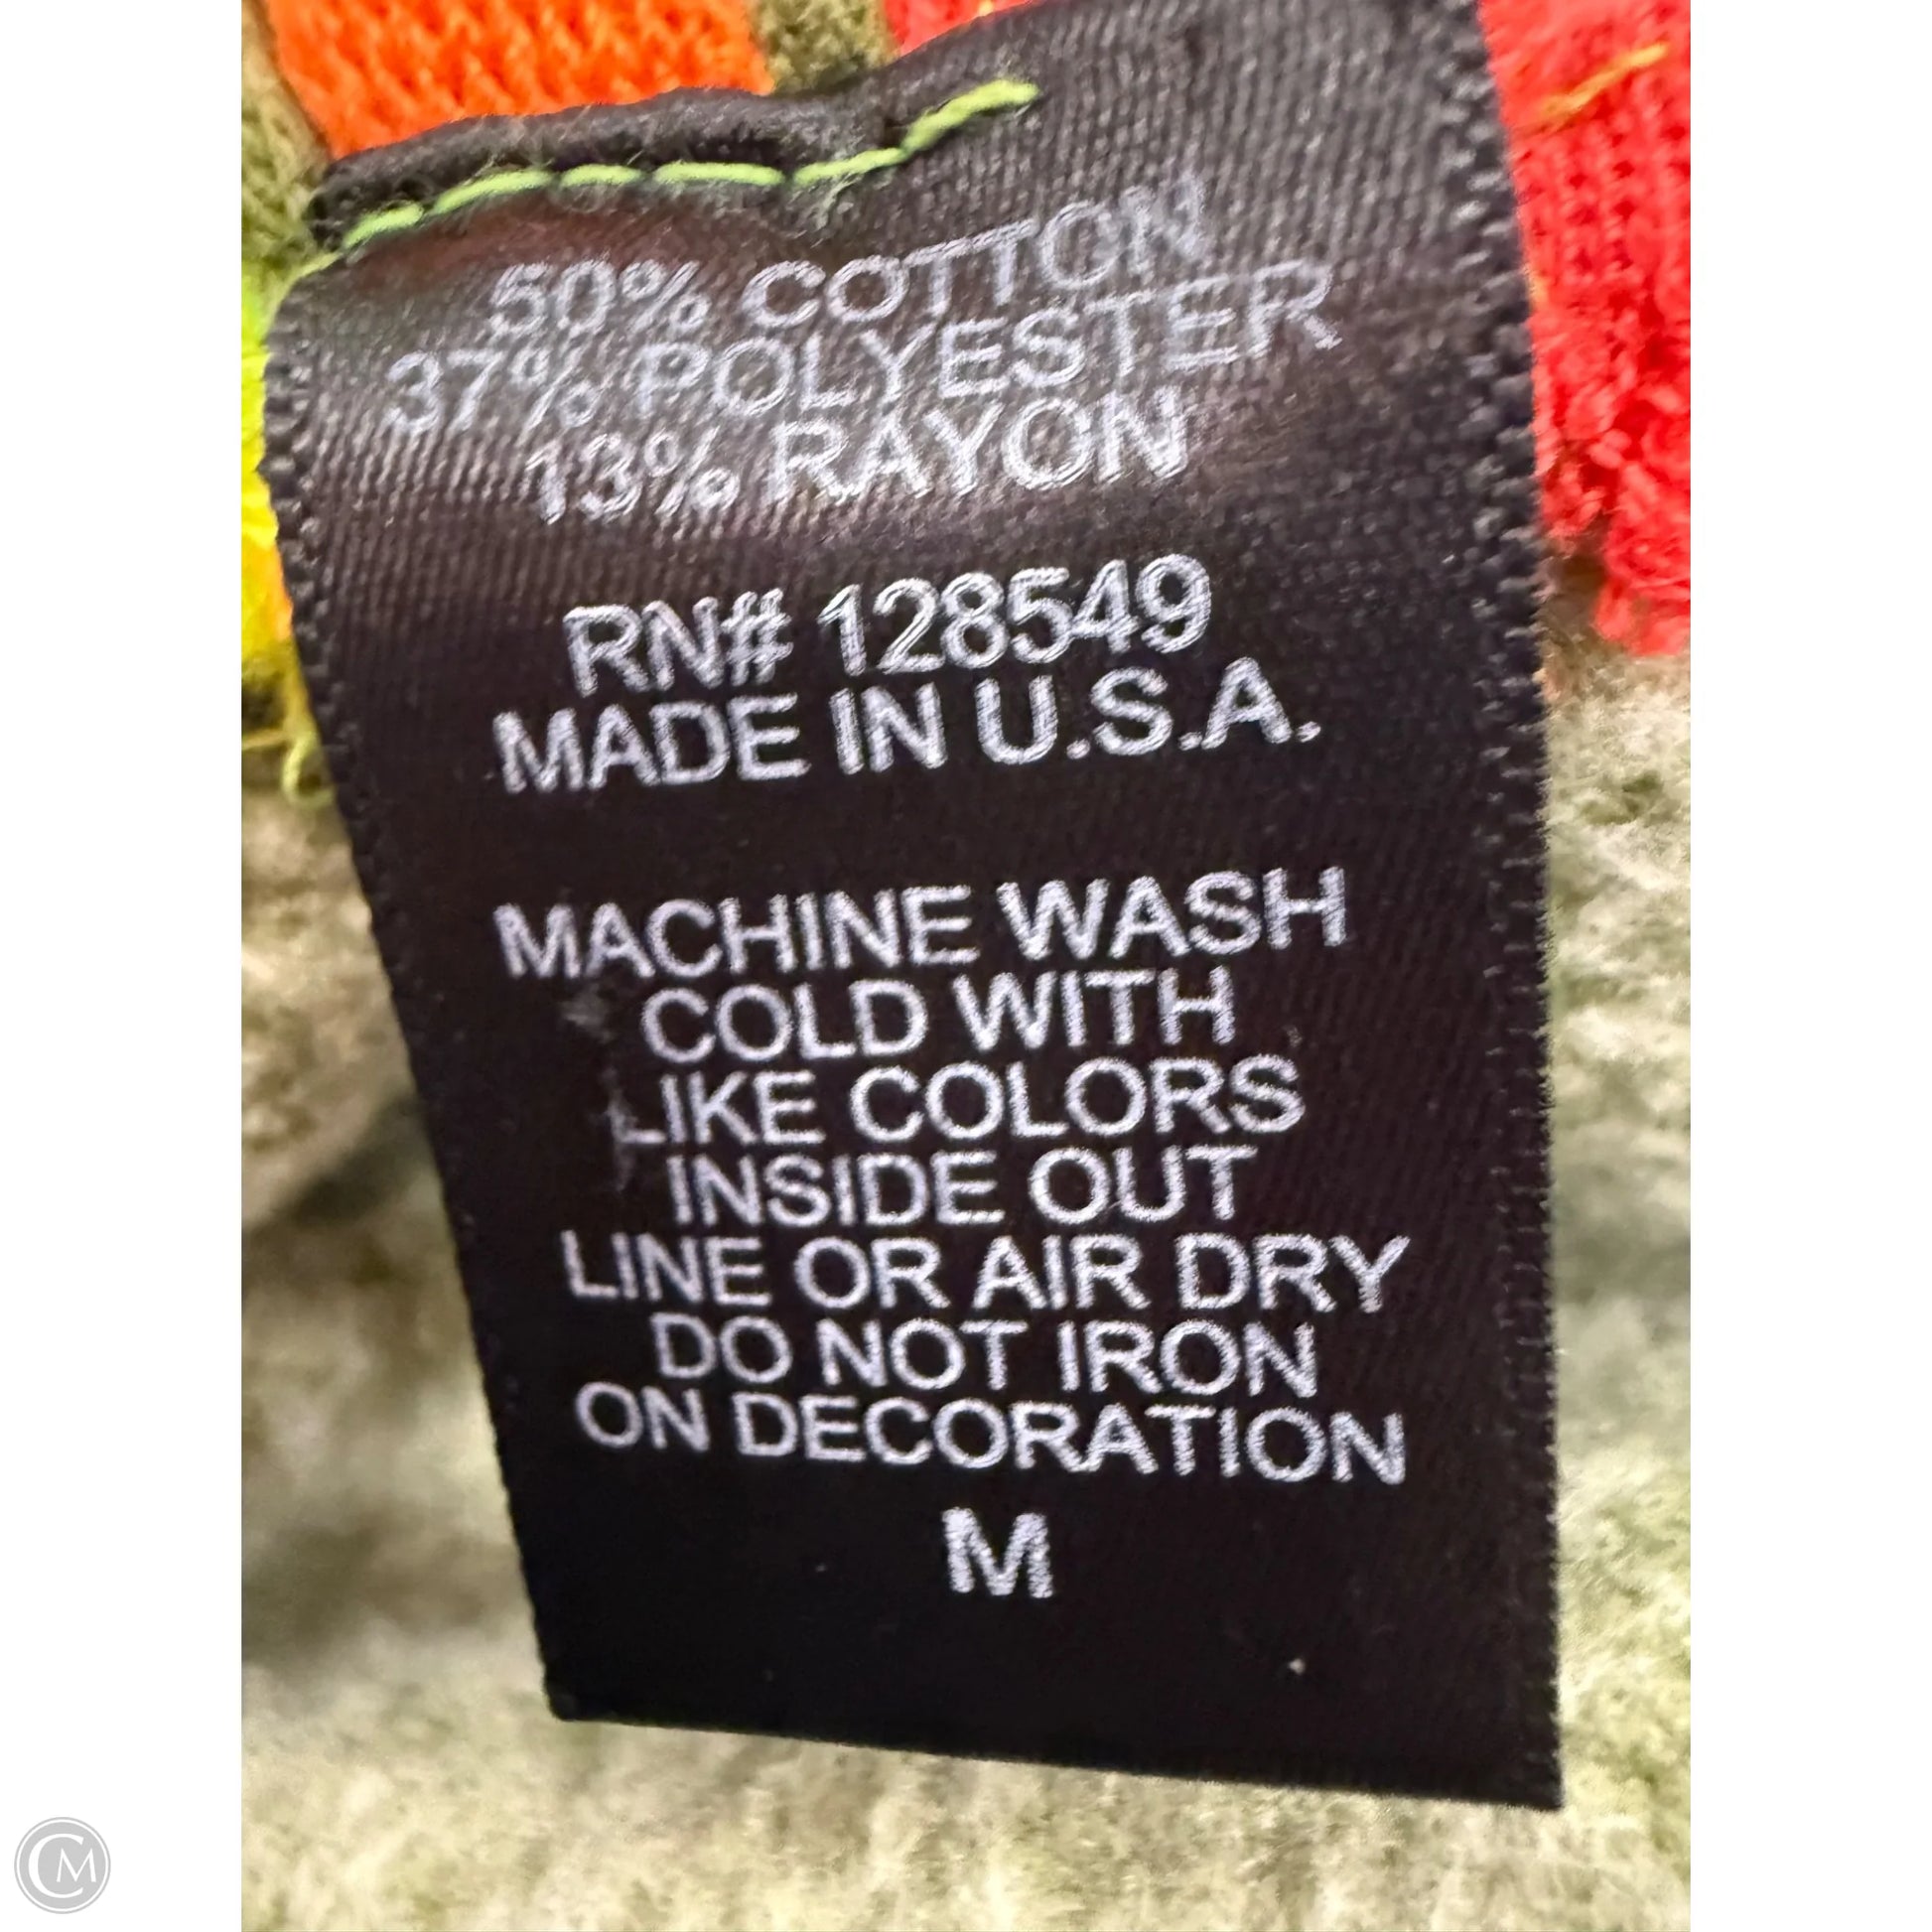 50% COTTON
37% POLYESTER
13% RAYON
RN# 128549
MADE IN U.S.A.
MACHINE WASH
COLD WITH
LIKE COLORS
INSIDE OUT
LINE OR AIR DRY
DO NOT IRON
ON DECORATION
M
CM